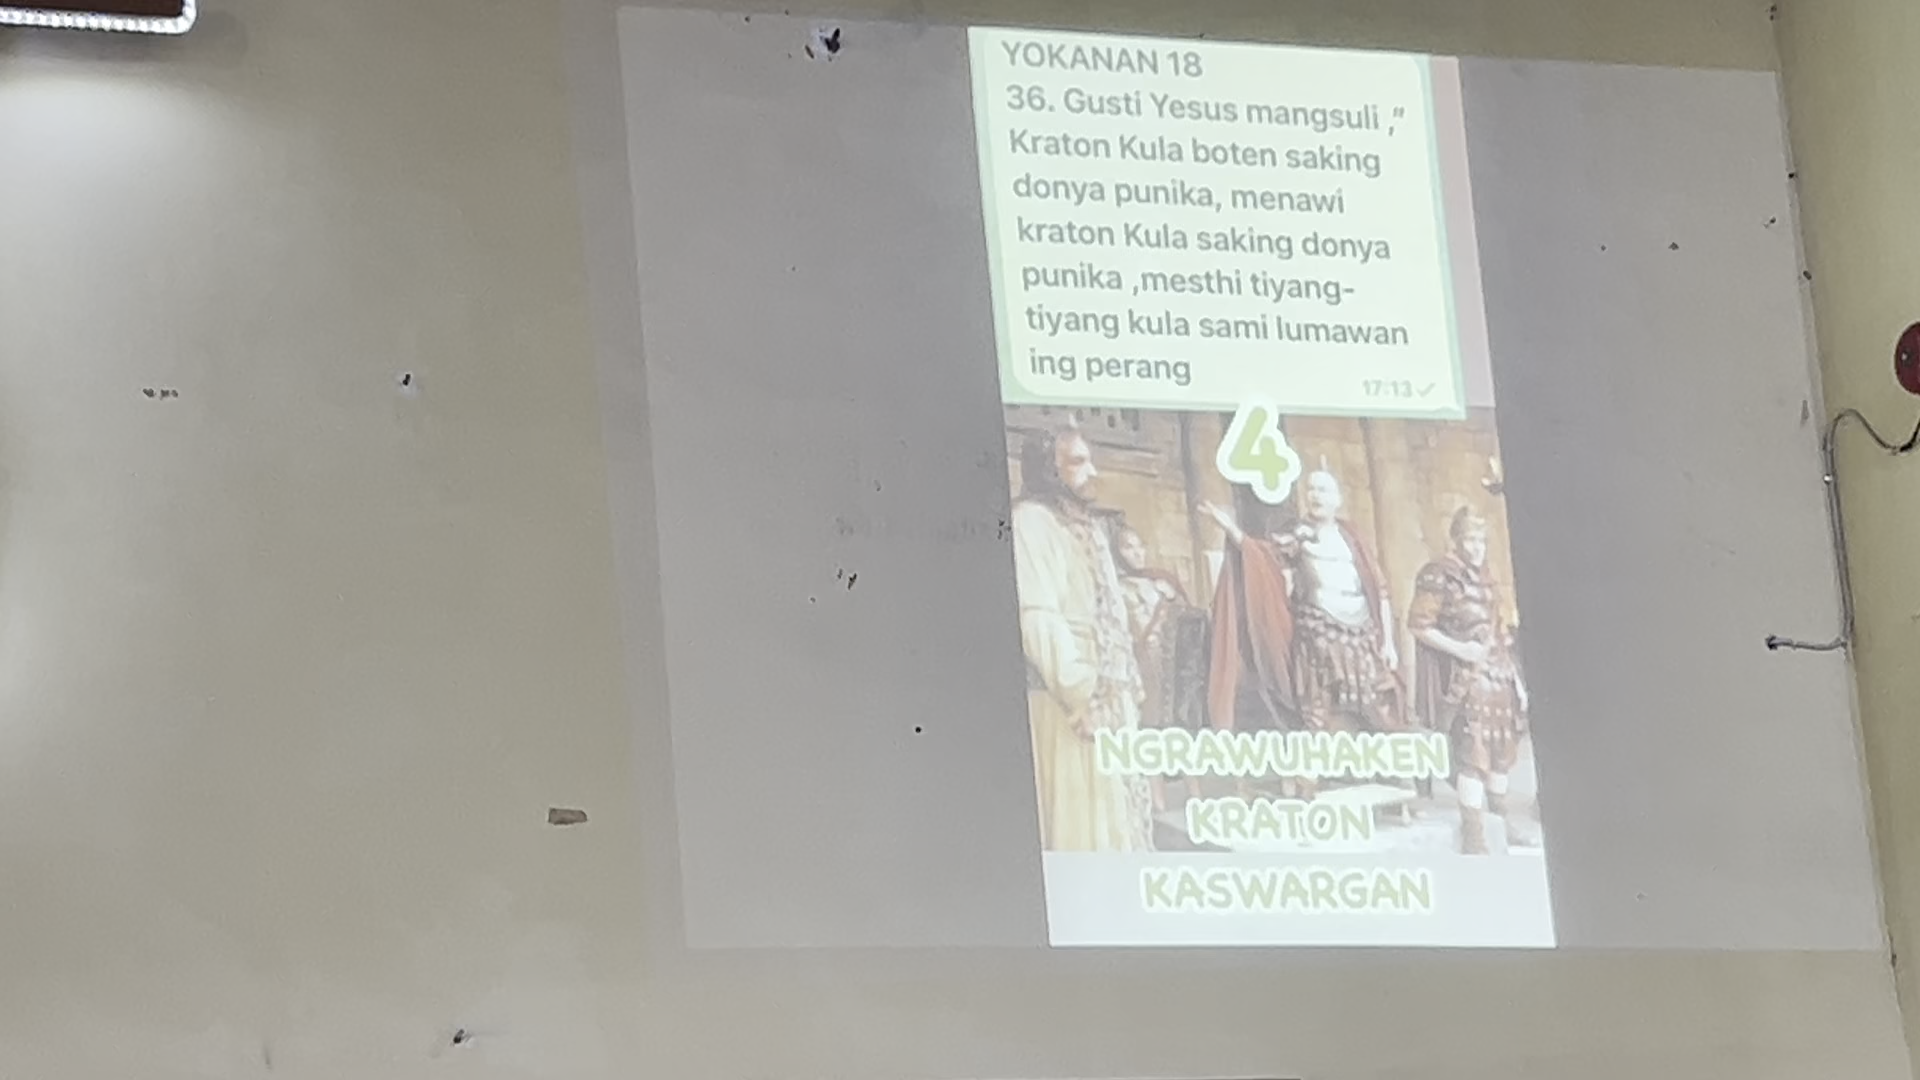 YOKANAN 18
36. Gusti Yesus mangsuli ,"
Kraton Kula boten saking
donya punika, menawi
kraton Kula saking donya
punika ,mesthi tiyang-
tiyang kula sami lumawan
ing perang
17:13
4
NGRAWUHAKEN
KRATON
KASWARGAN